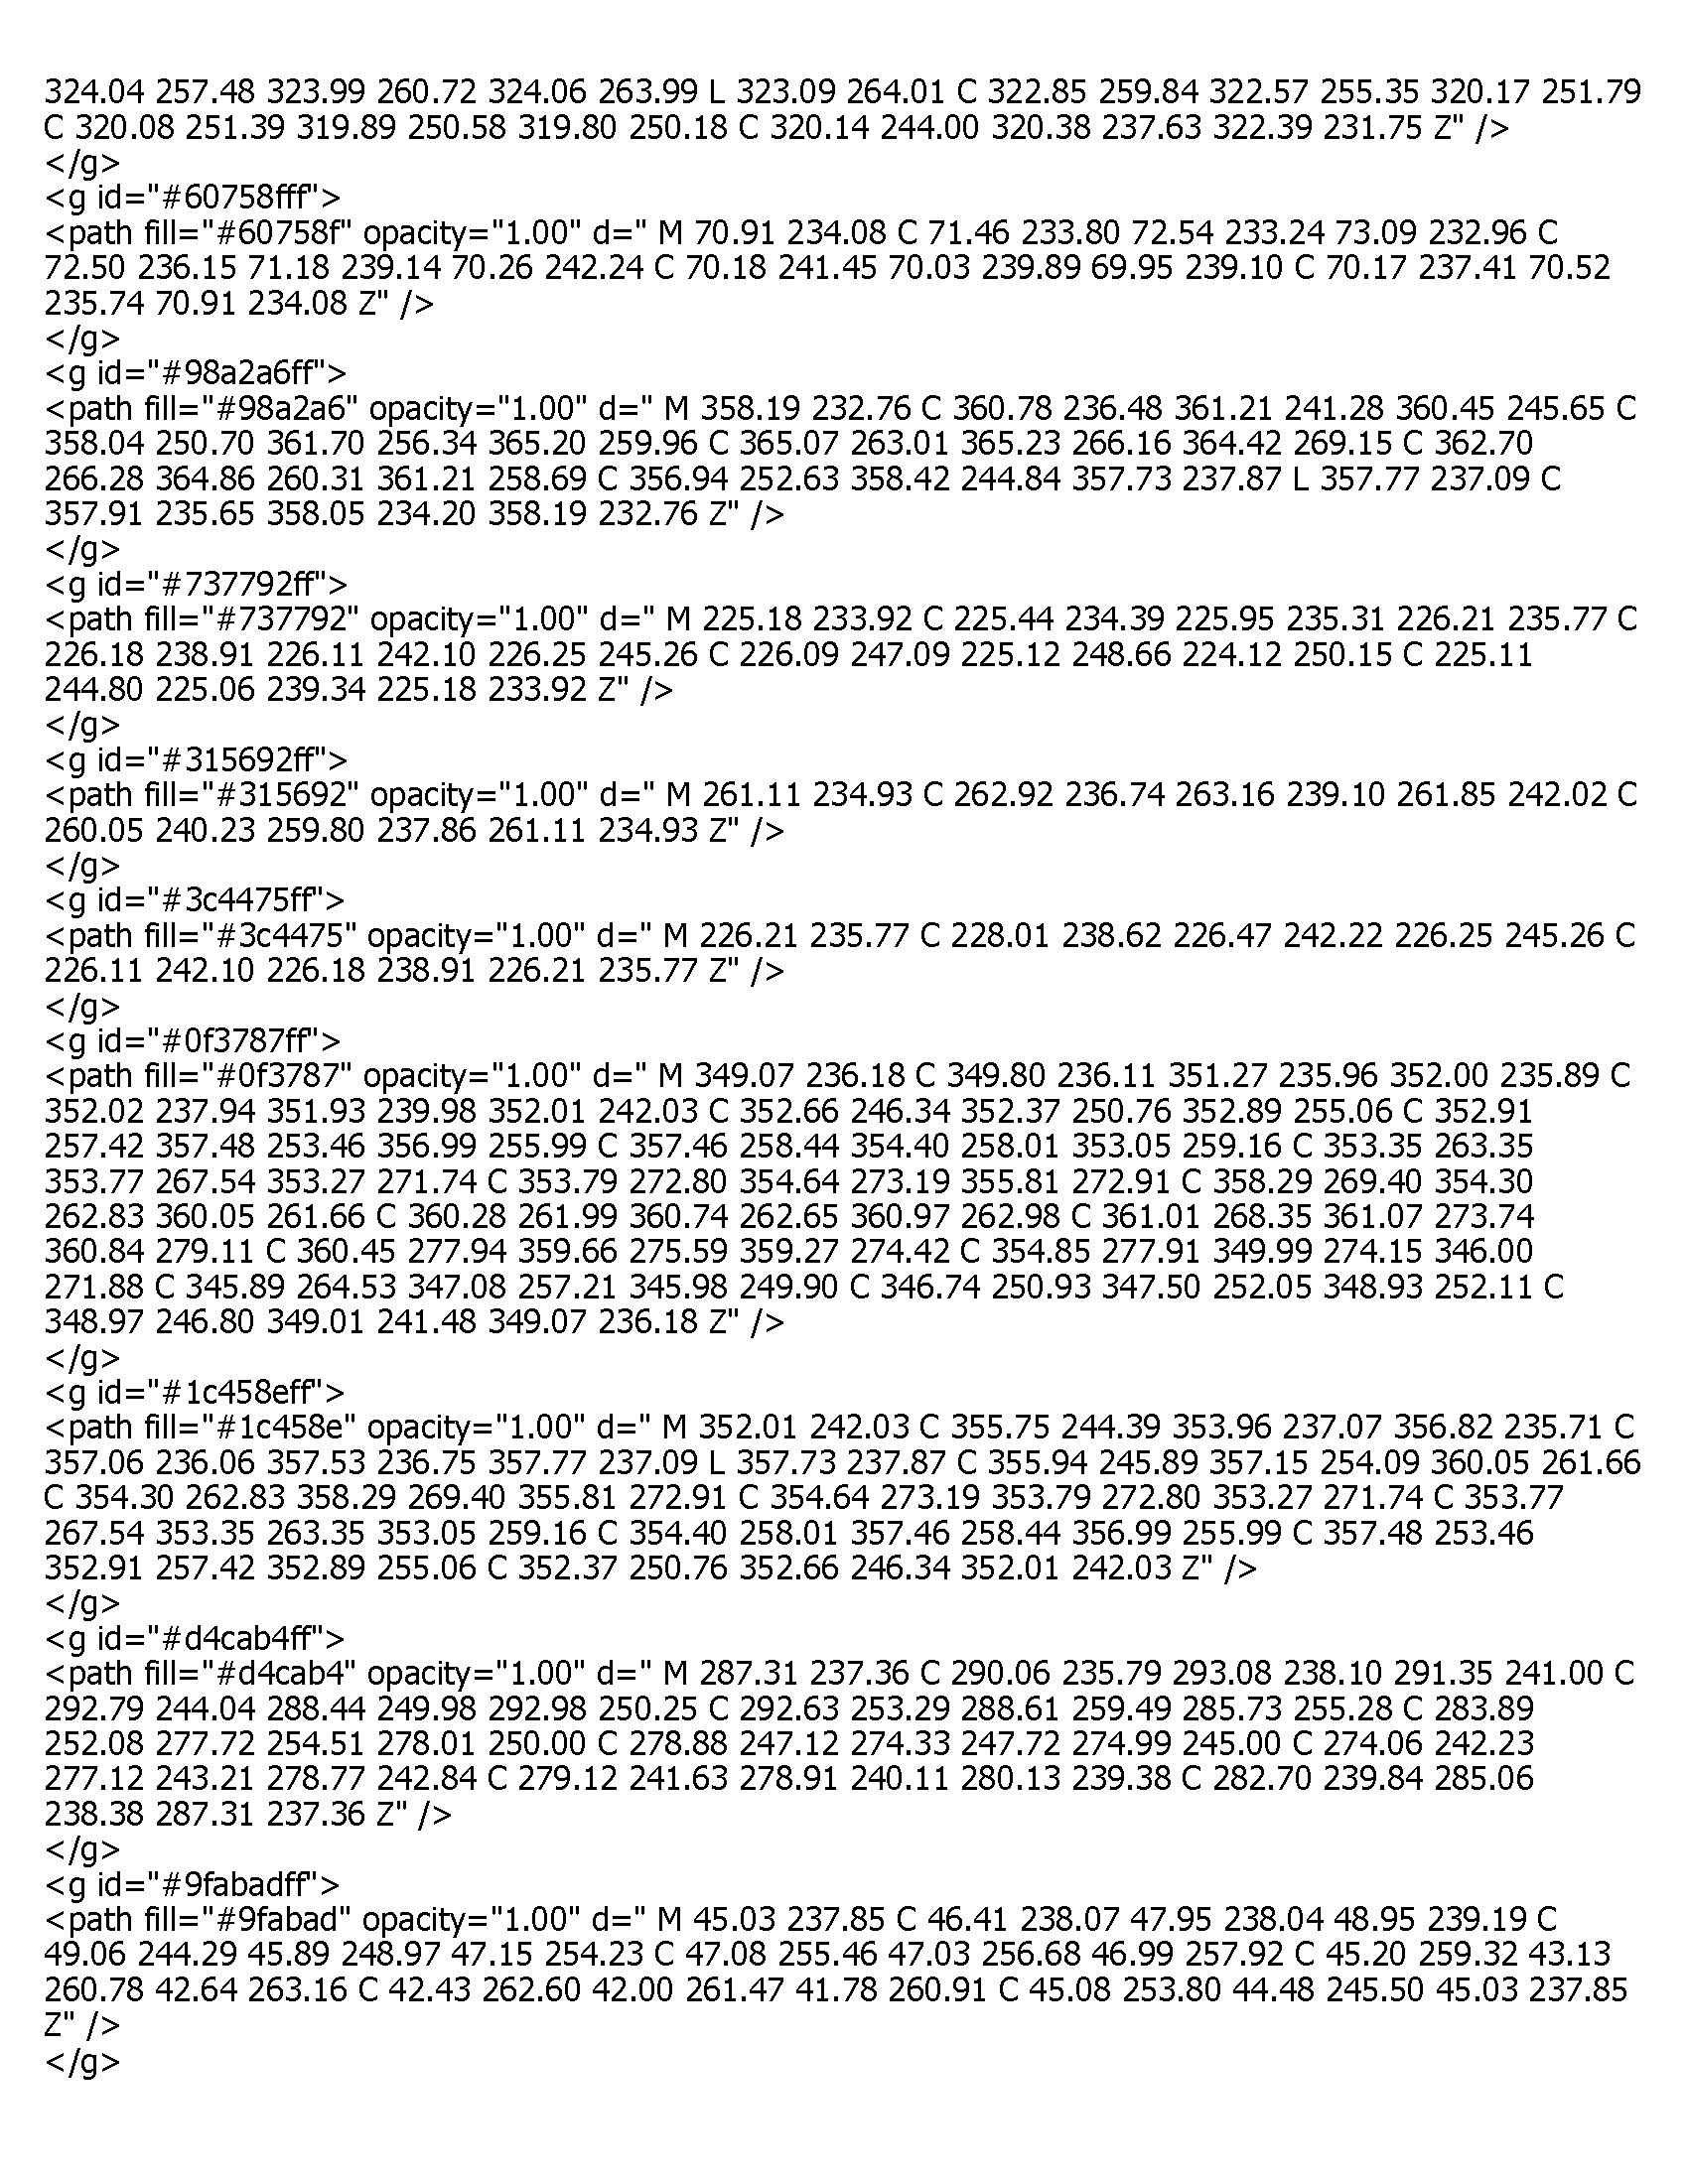 324.04 257.48 323.99 260.72 324.06 263.99 L 323.09 264.01 C 322.85 259.84 322.57 255.35 320.17 251.79
C 320.08 251.39 319.89 250.58 319.80 250.18 C 320.14 244.00 320.38 237.63 322.39 231.75 Z" />
</g>
<g id="#60758fff">
<path fill="#60758f" opacity="1.00" d=" M 70.91 234.08 C 71.46 233.80 72.54 233.24 73.09 232.96 C
72.50 236.15 71.18 239.14 70.26 242.24 C 70.18 241.45 70.03 239.89 69.95 239.10 C 70.17 237.41 70.52
235.74 70.91 234.08 Z" />
</g>
<g id="#98a2a6ff">
<path fill="#98a2a6" opacity="1.00" d=" M 358.19 232.76 C 360.78 236.48 361.21 241.28 360.45 245.65 C
358.04 250.70 361.70 256.34 365.20 259.96 C 365.07 263.01 365.23 266.16 364.42 269.15 C 362.70
266.28 364.86 260.31 361.21 258.69 C 356.94 252.63 358.42 244.84 357.73 237.87 L 357.77 237.09 C
357.91 235.65 358.05 234.20 358.19 232.76 Z" />
</g>
<g id="#737792ff">
<path fill="#737792" opacity="1.00" d=" M 225.18 233.92 C 225.44 234.39 225.95 235.31 226.21 235.77 C
226.18 238.91 226.11 242.10 226.25 245.26 C 226.09 247.09 225.12 248.66 224.12 250.15 C 225.11
244.80 225.06 239.34 225.18 233.92 Z" />
</g>
<g id="#315692ff">
<path fill="#315692" opacity="1.00" d=" M 261.11 234.93 C 262.92 236.74 263.16 239.10 261.85 242.02 C
260.05 240.23 259.80 237.86 261.11 234.93 Z" />
</g>
<g id="#3c4475ff">
<path fill="#3c4475" opacity="1.00" d=" M 226.21 235.77 C 228.01 238.62 226.47 242.22 226.25 245.26 C
226.11 242.10 226.18 238.91 226.21 235.77 Z" />
</g>
<g id="#0f3787ff">
<path fill="#0f3787" opacity="1.00" d=" M 349.07 236.18 C 349.80 236.11 351.27 235.96 352.00 235.89 C
352.02 237.94 351.93 239.98 352.01 242.03 C 352.66 246.34 352.37 250.76 352.89 255.06 C 352.91
257.42 357.48 253.46 356.99 255.99 C 357.46 258.44 354.40 258.01 353.05 259.16 C 353.35 263.35
353.77 267.54 353.27 271.74 C 353.79 272.80 354.64 273.19 355.81 272.91 C 358.29 269.40 354.30
262.83 360.05 261.66 C 360.28 261.99 360.74 262.65 360.97 262.98 C 361.01 268.35 361.07 273.74
360.84 279.11 C 360.45 277.94 359.66 275.59 359.27 274.42 C 354.85 277.91 349.99 274.15 346.00
271.88 C 345.89 264.53 347.08 257.21 345.98 249.90 C 346.74 250.93 347.50 252.05 348.93 252.11 C
348.97 246.80 349.01 241.48 349.07 236.18 Z" />
</g>
<g id="#1c458eff">
<path fill="#1c458e" opacity="1.00" d=" M 352.01 242.03 C 355.75 244.39 353.96 237.07 356.82 235.71 C
357.06 236.06 357.53 236.75 357.77 237.09 L 357.73 237.87 C 355.94 245.89 357.15 254.09 360.05 261.66
C 354.30 262.83 358.29 269.40 355.81 272.91 C 354.64 273.19 353.79 272.80 353.27 271.74 C 353.77
267.54 353.35 263.35 353.05 259.16 C 354.40 258.01 357.46 258.44 356.99 255.99 C 357.48 253.46
352.91 257.42 352.89 255.06 C 352.37 250.76 352.66 246.34 352.01 242.03 Z" />
</g>
<g id="#d4cab4ff">
<path fill="#d4cab4" opacity="1.00" d=" M 287.31 237.36 C 290.06 235.79 293.08 238.10 291.35 241.00 C
292.79 244.04 288.44 249.98 292.98 250.25 C 292.63 253.29 288.61 259.49 285.73 255.28 C 283.89
252.08 277.72 254.51 278.01 250.00 C 278.88 247.12 274.33 247.72 274.99 245.00 C 274.06 242.23
277.12 243.21 278.77 242.84 C 279.12 241.63 278.91 240.11 280.13 239.38 C 282.70 239.84 285.06
238.38 287.31 237.36 Z" />
</g>
<g id="#9fabadff">
<path fill="#9fabad" opacity="1.00" d=" M 45.03 237.85 C 46.41 238.07 47.95 238.04 48.95 239.19 C
49.06 244.29 45.89 248.97 47.15 254.23 C 47.08 255.46 47.03 256.68 46.99 257.92 C 45.20 259.32 43.13
260.78 42.64 263.16 C 42.43 262.60 42.00 261.47 41.78 260.91 C 45.08 253.80 44.48 245.50 45.03 237.85
Z" />
</g>